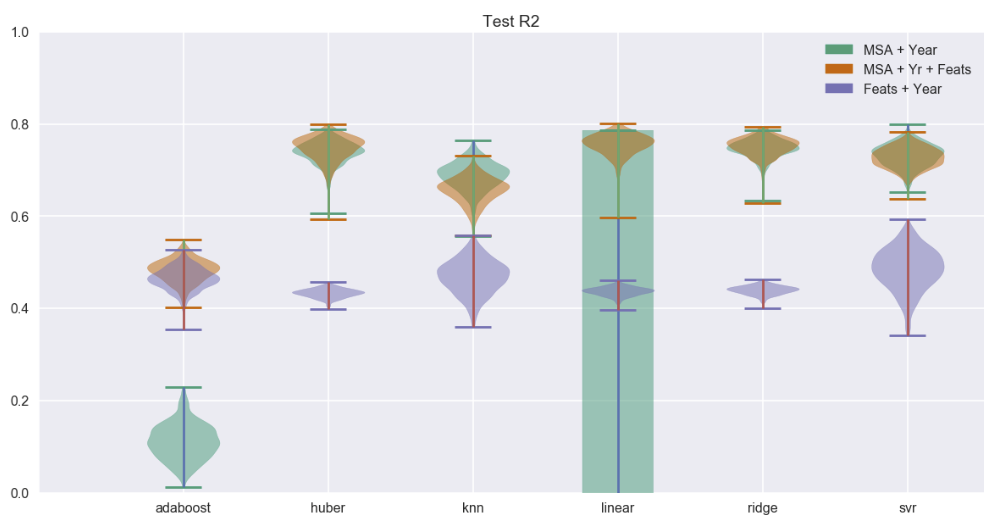 Test R2
1.0
0.8
0.6
0.4
0.2
0.0
MSA + Year
MSA + Yr + Feats
Feats + Year
adaboost huber knn linear ridge svr